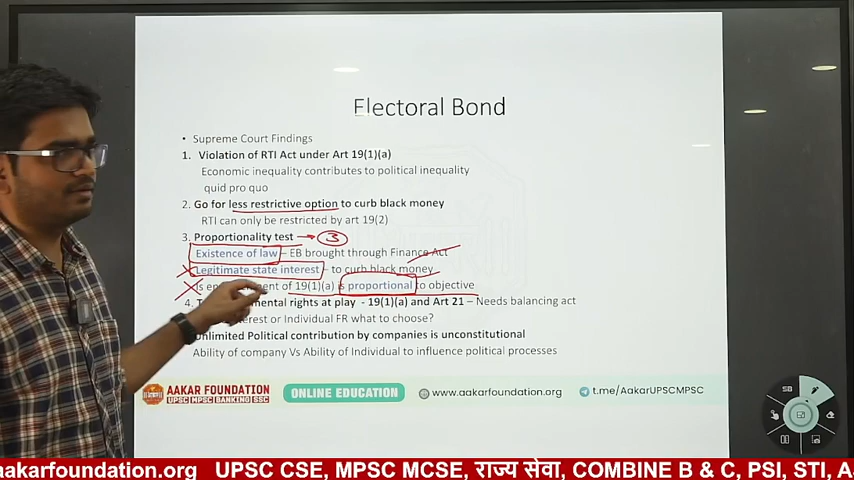 Electoral Bond
• Supreme Court Findings
1. Violation of RTI Act under Art 19(1)(a)
Economic inequality contributes to political inequality
quid pro quo
2. Go for less restrictive option to curb black money
RTI can only be restricted by art 19(2)
3. Proportionality test → 3
Existence of law – EB brought through Finance Act
Legitimate state interest – to curb black money
of 19(1)(a) is proportional to objective
4. rights at play - 19(1)(a) and Art 21 – Needs balancing act
or Individual FR what to choose?
Unlimited Political contribution by companies is unconstitutional
Ability of company Vs Ability of Individual to influence political processes
AAKAR FOUNDATION
UPSC MPSC BANKING SSC
ONLINE EDUCATION
www.aakarfoundation.org
t.me/AakarUPSCMPSC
aakarfoundation.org UPSC CSE, MPSC MCSE, राज्य सेवा, COMBINE B & C, PSI, STI,